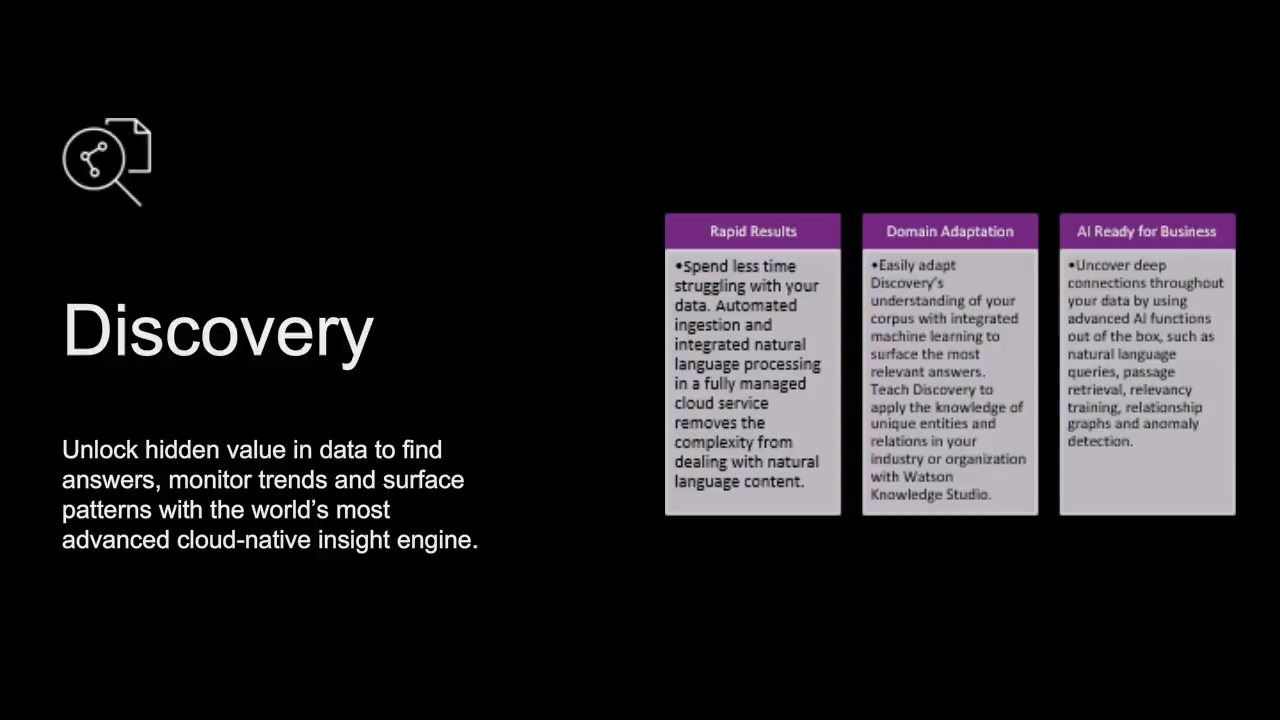 Discovery
Unlock hidden value in data to find
answers, monitor trends and surface
patterns with the world’s most
advanced cloud-native insight engine.
Rapid Results
•Spend less time
struggling with your
data. Automated
ingestion and
integrated natural
language processing
in a fully managed
cloud service
removes the
complexity from
dealing with natural
language content.
Domain Adaptation
•Easily adapt
Discovery’s
understanding of your
corpus with integrated
machine learning to
surface the most
relevant answers.
Teach Discovery to
apply the knowledge of
unique entities and
relations in your
industry or organization
with Watson
Knowledge Studio.
AI Ready for Business
•Uncover deep
connections throughout
your data by using
advanced AI functions
out of the box, such as
natural language
queries, passage
retrieval, relevancy
training, relationship
graphs and anomaly
detection.